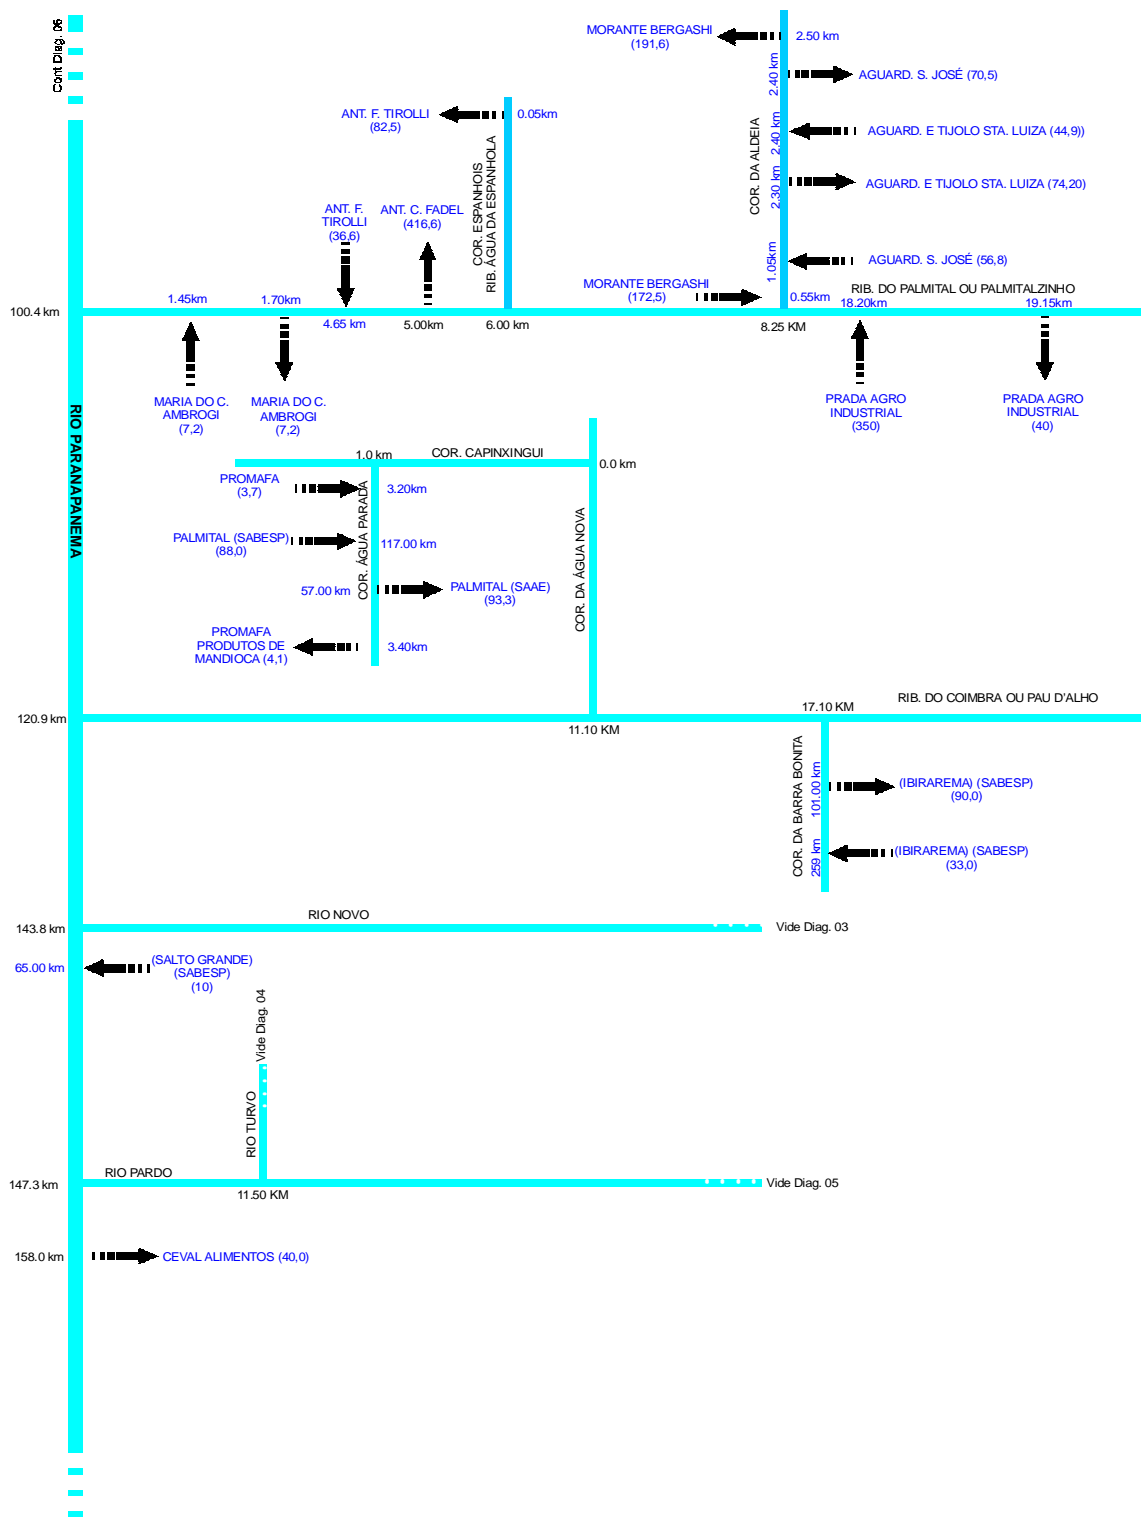 Cont Diag. 06
MORANTE BERGASHI
(191,6)
2.50 km
2.40 km
AGUARD. S. JOSÉ (70,5)
ANT. F. TIROLLI
(82,5)
0.05km
COR. ESPANHOIS
RIB. ÁGUA DA ESPANHOLA
COR. DA ALDEIA
2.40 km
AGUARD. E TIJOLO STA. LUIZA (44,9))
2.30 km
AGUARD. E TIJOLO STA. LUIZA (74,20)
ANT. F.
TIROLLI
(36,6)
ANT. C. FADEL
(416,6)
1.05km
AGUARD. S. JOSÉ (56,8)
MORANTE BERGASHI
(172,5)
0.55km
RIB. DO PALMITAL OU PALMITALZINHO
1.45km
1.70km
18.20km
19.15km
100.4 km
4.65 km
5.00km
6.00 km
8.25 KM
MARIA DO C.
AMBROGI
(7,2)
MARIA DO C.
AMBROGI
(7,2)
PRADA AGRO
INDUSTRIAL
(350)
PRADA AGRO
INDUSTRIAL
(40)
RIO PARANAPANEMA
1.0 km
COR. CAPINXINGUI
0.0 km
PROMAFA
(3,7)
3.20km
COR. ÁGUA PARADA
PALMITAL (SABESP)
(88,0)
117.00 km
COR. DA ÁGUA NOVA
57.00 km
PALMITAL (SAAE)
(93,3)
PROMAFA
PRODUTOS DE
MANDIOCA (4,1)
3.40km
RIB. DO COIMBRA OU PAU D'ALHO
17.10 KM
120.9 km
11.10 KM
COR. DA BARRA BONITA
101.00 km
(IBIRAREMA) (SABESP)
(90,0)
259 km
(IBIRAREMA) (SABESP)
(33,0)
RIO NOVO
143.8 km
Vide Diag. 03
65.00 km
(SALTO GRANDE)
(SABESP)
(10)
Vide Diag. 04
RIO TURVO
RIO PARDO
147.3 km
11.50 KM
Vide Diag. 05
158.0 km
CEVAL ALIMENTOS (40,0)